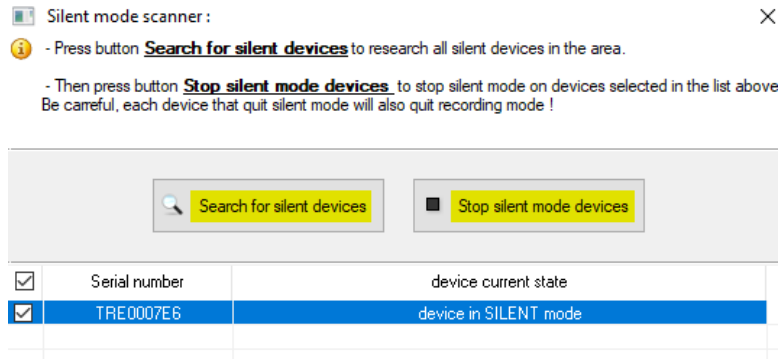 Silent mode scanner :
- Press button Search for silent devices to research all silent devices in the area.
- Then press button Stop silent mode devices to stop silent mode on devices selected in the list above
Be carreful, each device that quit silent mode will also quit recording mode !
Search for silent devices
Stop silent mode devices
Serial number device current state
TRE0007E6 device in SILENT mode